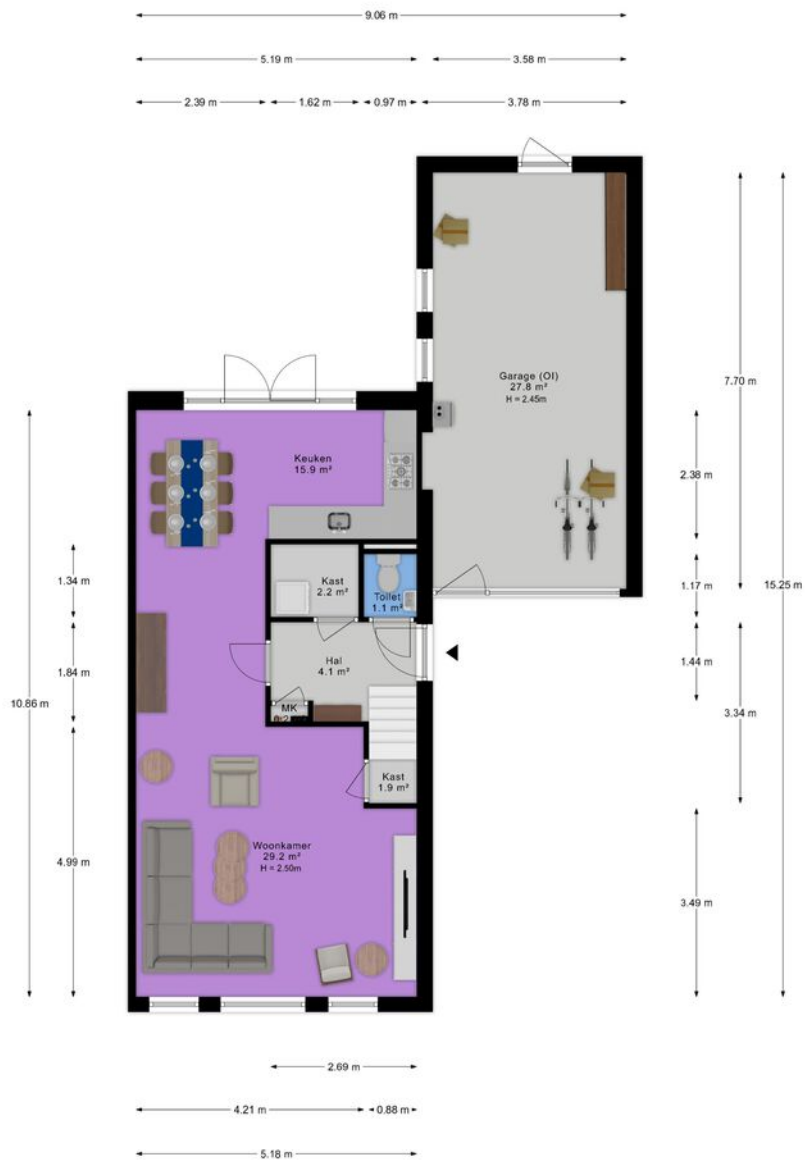 9.06 m
5.19 m
3.58 m
2.39 m
1.62 m
0.97 m
3.78 m
Garage (OI)
27.8 m²
H = 2.45m
7.70 m
Keuken
15.9 m²
2.38 m
Kast
2.2 m²
Toilet
1.1 m²
1.34 m
1.17 m
15.25 m
Hal
4.1 m²
1.84 m
1.44 m
10.86 m
MK
3.34 m
Kast
1.9 m²
Woonkamer
29.2 m²
H = 2.50m
4.99 m
3.49 m
2.69 m
4.21 m
0.88 m
5.18 m